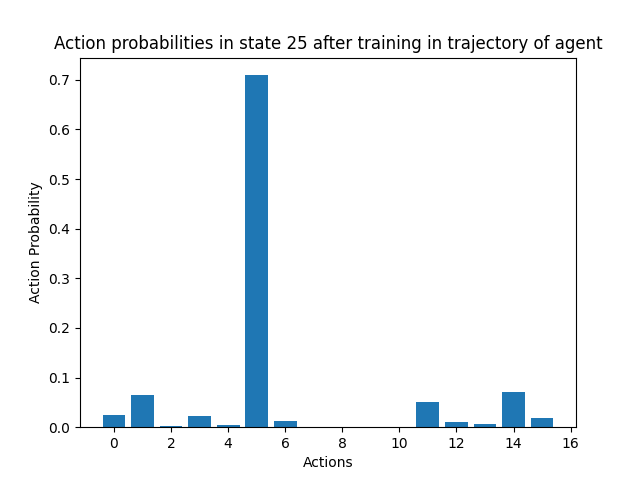 Action probabilities in state 25 after training in trajectory of agent
0.7
0.6
0.5
0.4
0.3
0.2
0.1
0.0
Action Probability
0 2 4 6 8 10 12 14 16
Actions